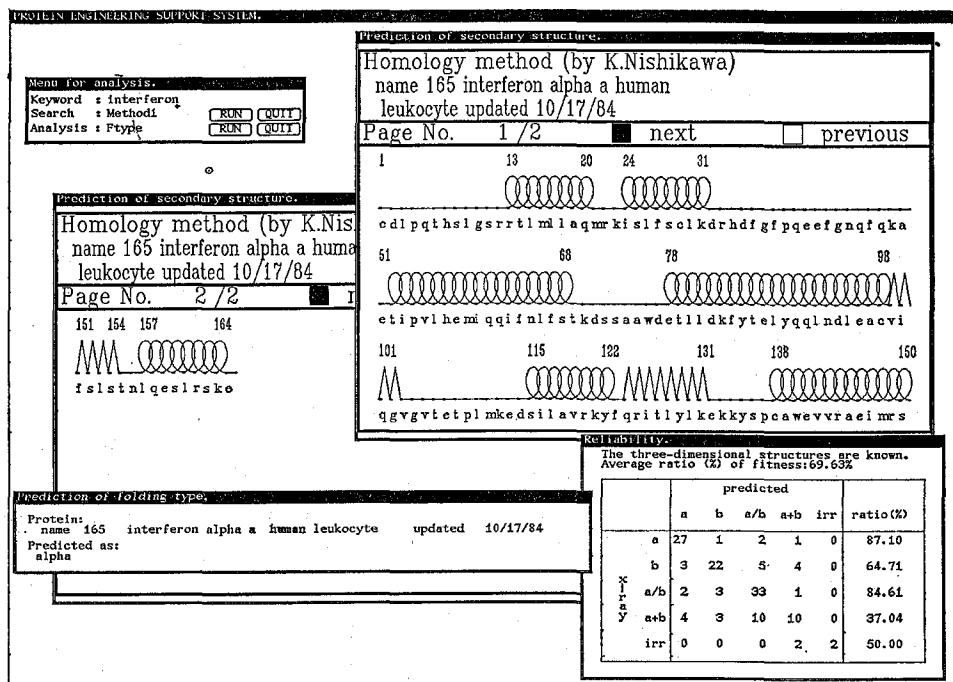 PROTEIN ENGINEERING SUPPORT SYSTEM.
Menu for analysis.
Keyword : interferon
Search : Methodi RUN QUIT
Analysis : Ftype RUN QUIT
Prediction of secondary structure.
Homology method (by K.Nishikawa)
name 165 interferon alpha a human
leukocyte updated 10/17/84
Page No. 1/2 next previous
1 13 20 24 31
cdlpqthslgsrrtlmllaqmrkislfsclkdrhdfgfpqeefgnqfqka
51 68 78 98
etipvlhemiqqifnlfstkdssaawdetlldkfytelyqqlndleacvi
101 115 122 131 138 150
qgvgvtetplmkedsilavrkyfqritlylkekkyspcawevvraeimrs
Prediction of secondary structure.
Homology method (by K.Nis
name 165 interferon alpha a huma
leukocyte updated 10/17/84
Page No. 2/2
151 154 157 164
fslstnlqeslrske
Prediction of folding type.
Protein:
name 165 interferon alpha a human leukocyte updated 10/17/84
Predicted as:
alpha
Reliability.
The three-dimensional structures are known.
Average ratio (%) of fitness:69.63%
predicted
a b a/b a+b irr ratio(%)
a 27 1 2 1 0 87.10
b 3 22 5 4 0 64.71
a/b 2 3 33 1 0 84.61
a+b 4 3 10 10 0 37.04
irr 0 0 0 2 2 50.00
xlray